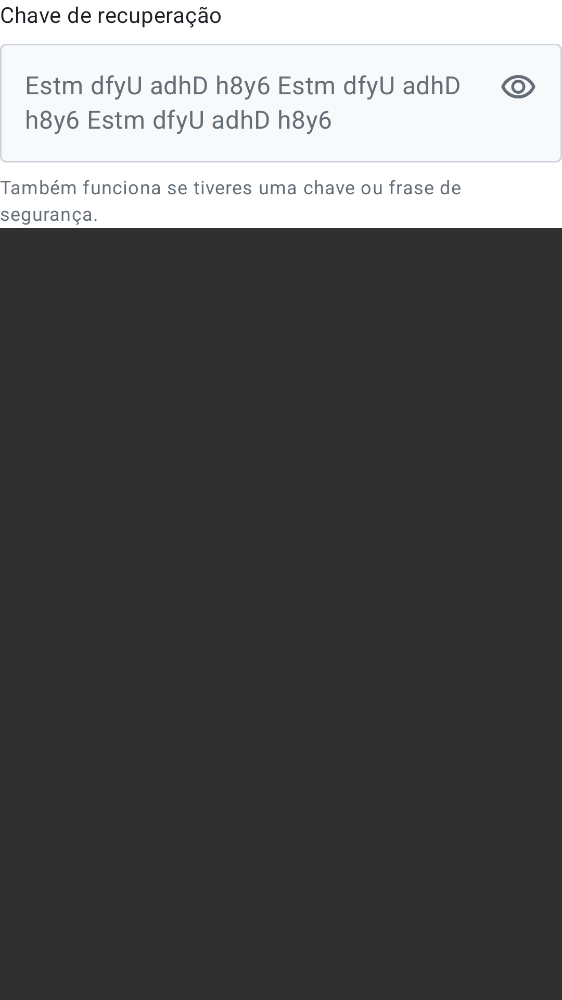 Chave de recuperação
Estm dfyU adhD h8y6 Estm dfyU adhD
h8y6 Estm dfyU adhD h8y6
Também funciona se tiveres uma chave ou frase de
segurança.